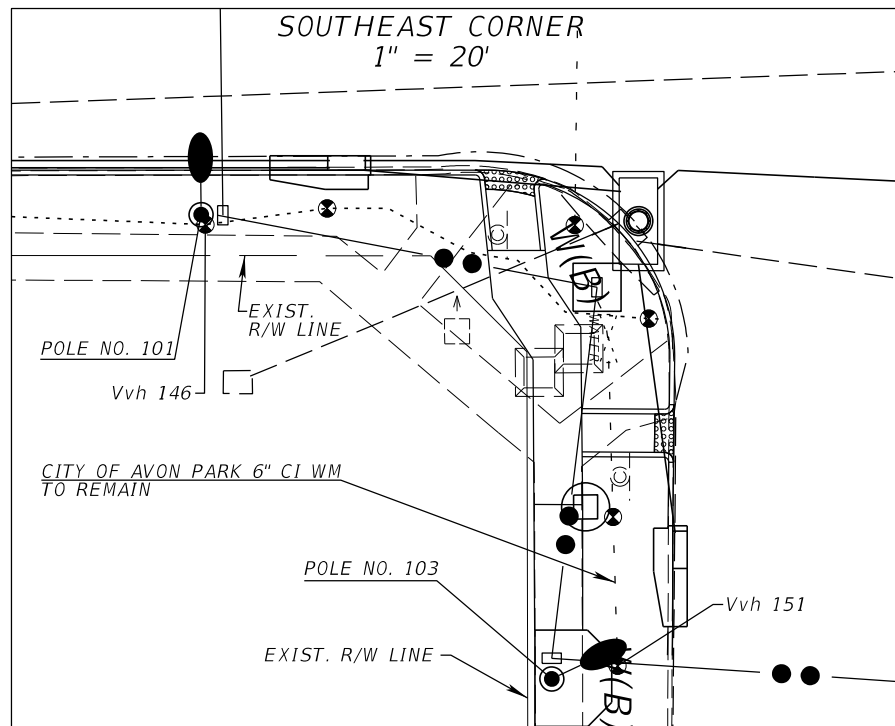 SOUTHEAST CORNER
1" = 20'
W(B)
WATER
EXIST.
R/W LINE
POLE NO. 101
Vvh 146
CITY OF AVON PARK 6" CI WM
TO REMAIN
POLE NO. 103
Vvh 151
EXIST. R/W LINE
W(B)